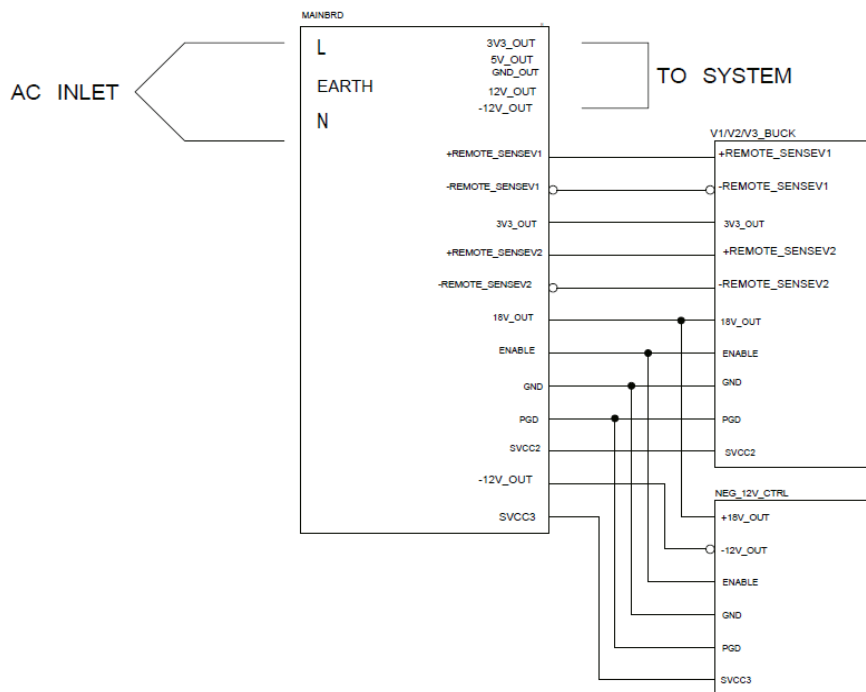 MAINBRD
L
3V3_OUT
5V_OUT
GND_OUT
EARTH
12V_OUT
-12V_OUT
N
AC INLET
TO SYSTEM
+REMOTE_SENSEV1
-REMOTE_SENSEV1
3V3_OUT
+REMOTE_SENSEV2
-REMOTE_SENSEV2
18V_OUT
ENABLE
GND
PGD
SVCC2
-12V_OUT
SVCC3
V1/V2/V3_BUCK
+REMOTE_SENSEV1
-REMOTE_SENSEV1
3V3_OUT
+REMOTE_SENSEV2
-REMOTE_SENSEV2
18V_OUT
ENABLE
GND
PGD
SVCC2
NEG_12V_CTRL
+18V_OUT
-12V_OUT
ENABLE
GND
PGD
SVCC3